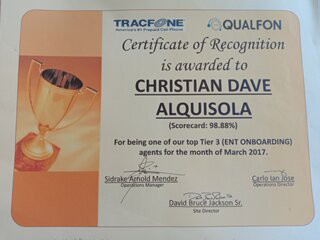 TRACFONE
America's #1 Prepaid Cell Phone
QUALFON
Certificate of Recognition
is awarded to
CHRISTIAN DAVE
ALQUISOLA
(Scorecard: 98.88%)
For being one of our top Tier 3 (ENT ONBOARDING)
agents for the month of March 2017.
Sidrake Arnold Mendez
Operations Manager
Carlo Ian Jose
Operations Director
David Bruce Jackson Sr.
Site Director